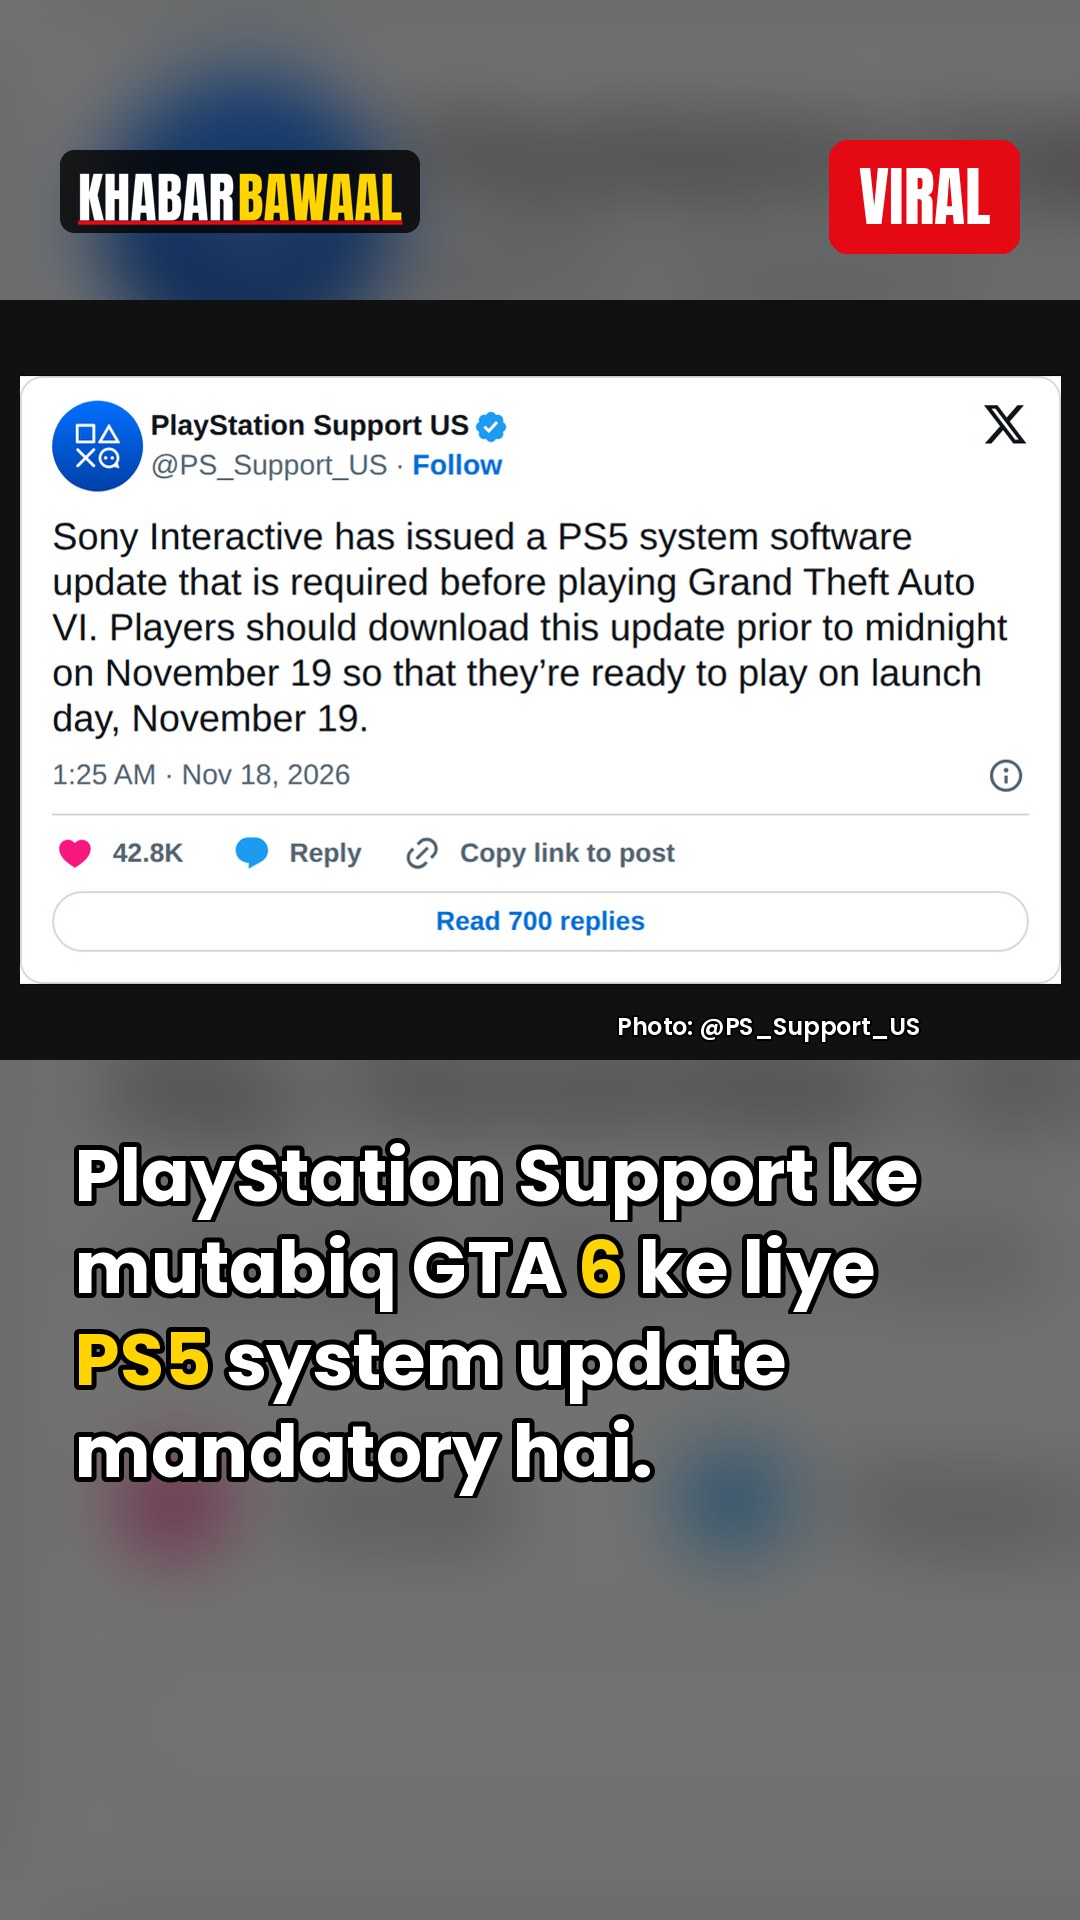 KHABARBAWAAL
VIRAL
PlayStation Support US
@PS_Support_US · Follow
Sony Interactive has issued a PS5 system software
update that is required before playing Grand Theft Auto
VI. Players should download this update prior to midnight
on November 19 so that they’re ready to play on launch
day, November 19.
1:25 AM · Nov 18, 2026
42.8K Reply Copy link to post
Read 700 replies
Photo: @PS_Support_US
PlayStation Support ke
mutabiq GTA 6 ke liye
PS5 system update
mandatory hai.